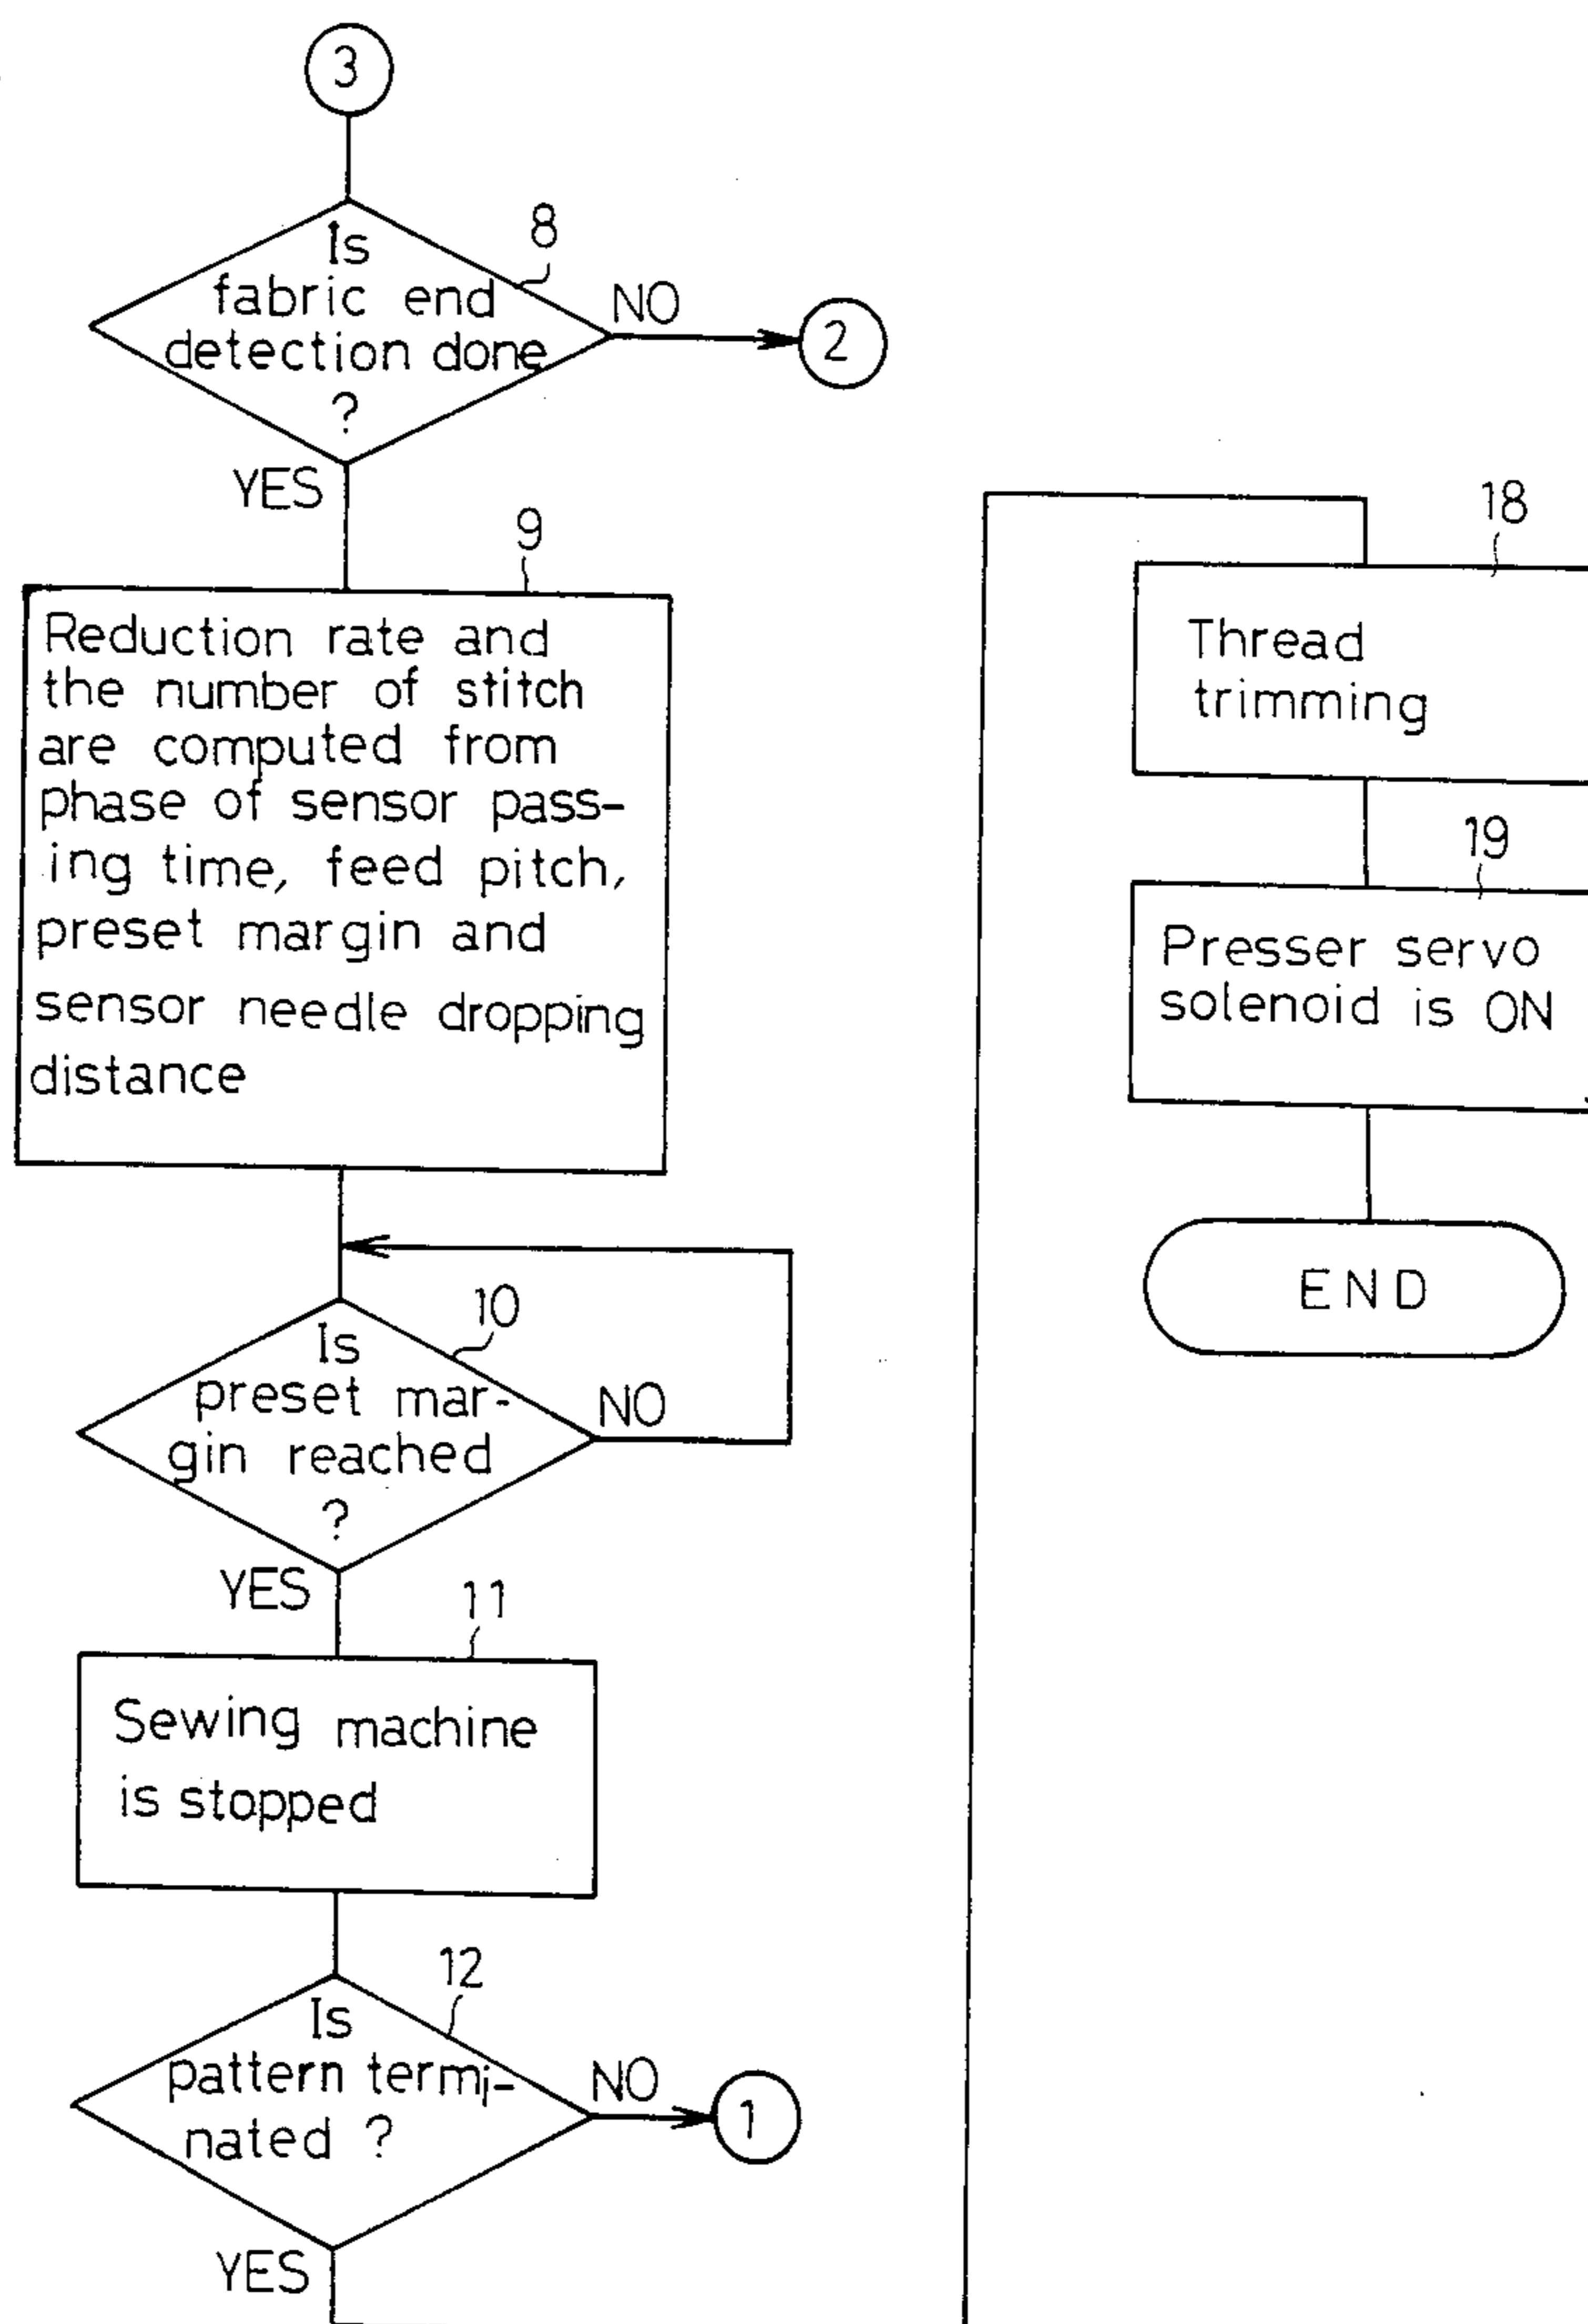 3
8
Is
fabric end
detection done
?
NO
2
YES
9
Reduction rate and
the number of stitch
are computed from
phase of sensor pass-
ing time, feed pitch,
preset margin and
sensor needle dropping
distance
10
Is
preset mar-
gin reached
?
NO
YES
11
Sewing machine
is stopped
12
Is
pattern termi-
nated ?
NO
1
YES
18
Thread
trimming
19
Presser servo
solenoid is ON
END